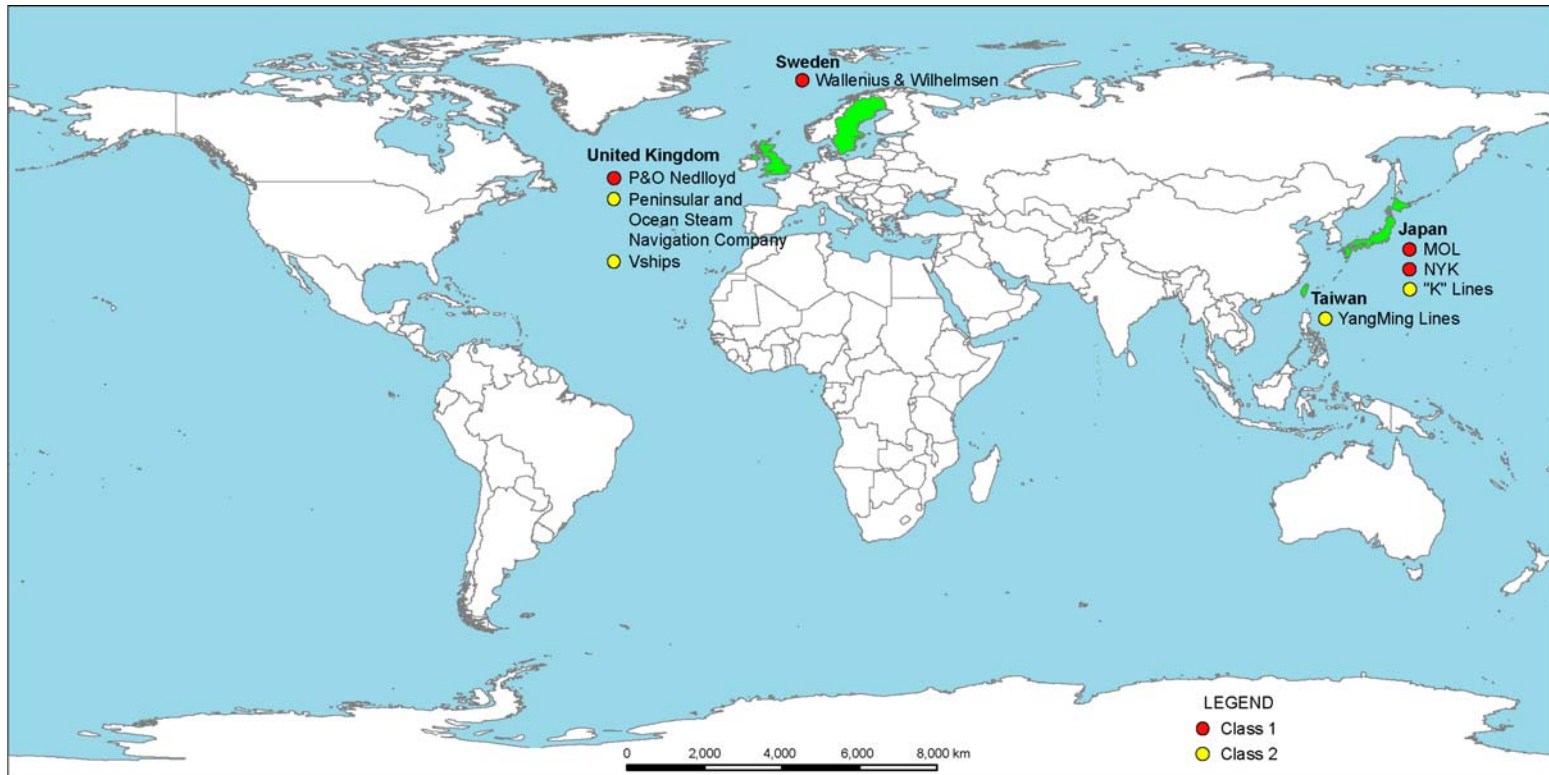 Sweden
Wallenius & Wilhelmsen
United Kingdom
P&O Nedlloyd
Peninsular and
Ocean Steam
Navigation Company
Vships
Japan
MOL
NYK
"K" Lines
Taiwan
YangMing Lines
LEGEND
Class 1
Class 2
0 2,000 4,000 6,000 8,000 km